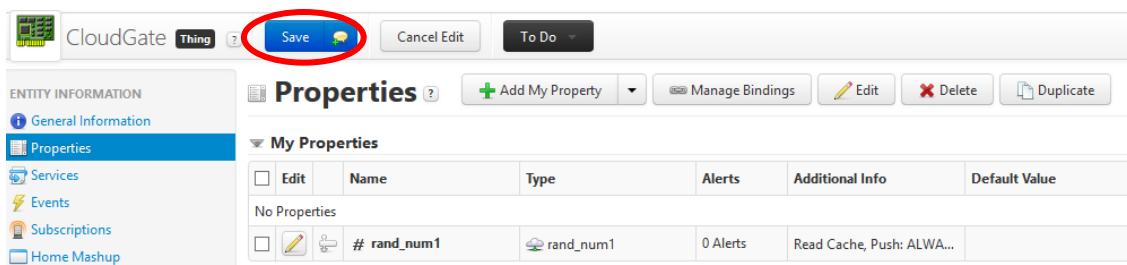 CloudGate Thing ? Save Cancel Edit To Do
ENTITY INFORMATION
General Information
Properties
Services
Events
Subscriptions
Home Mashup
Properties ? Add My Property Manage Bindings Edit Delete Duplicate
My Properties
Edit Name Type Alerts Additional Info Default Value
No Properties
# rand_num1 rand_num1 0 Alerts Read Cache, Push: ALWA...